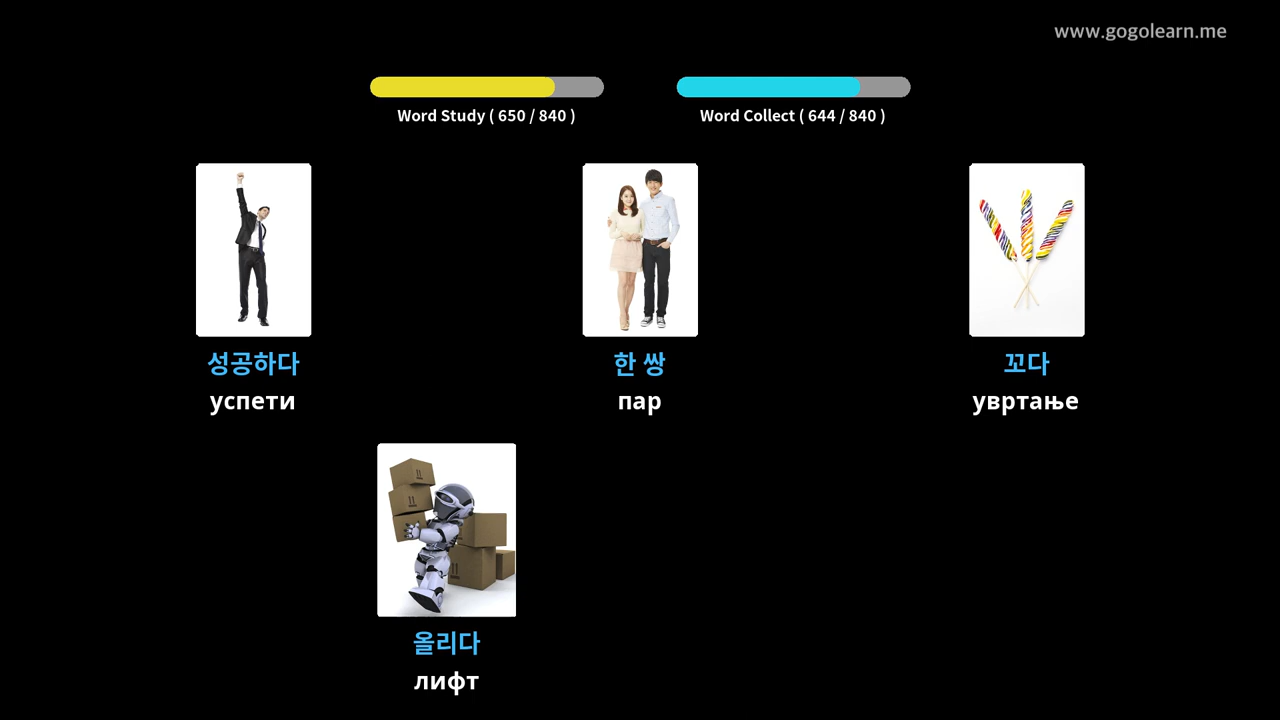 www.gogolearn.me
Word Study ( 650 / 840 )
Word Collect ( 644 / 840 )
성공하다
успети
한 쌍
пар
꼬다
увртање
올리다
лифт